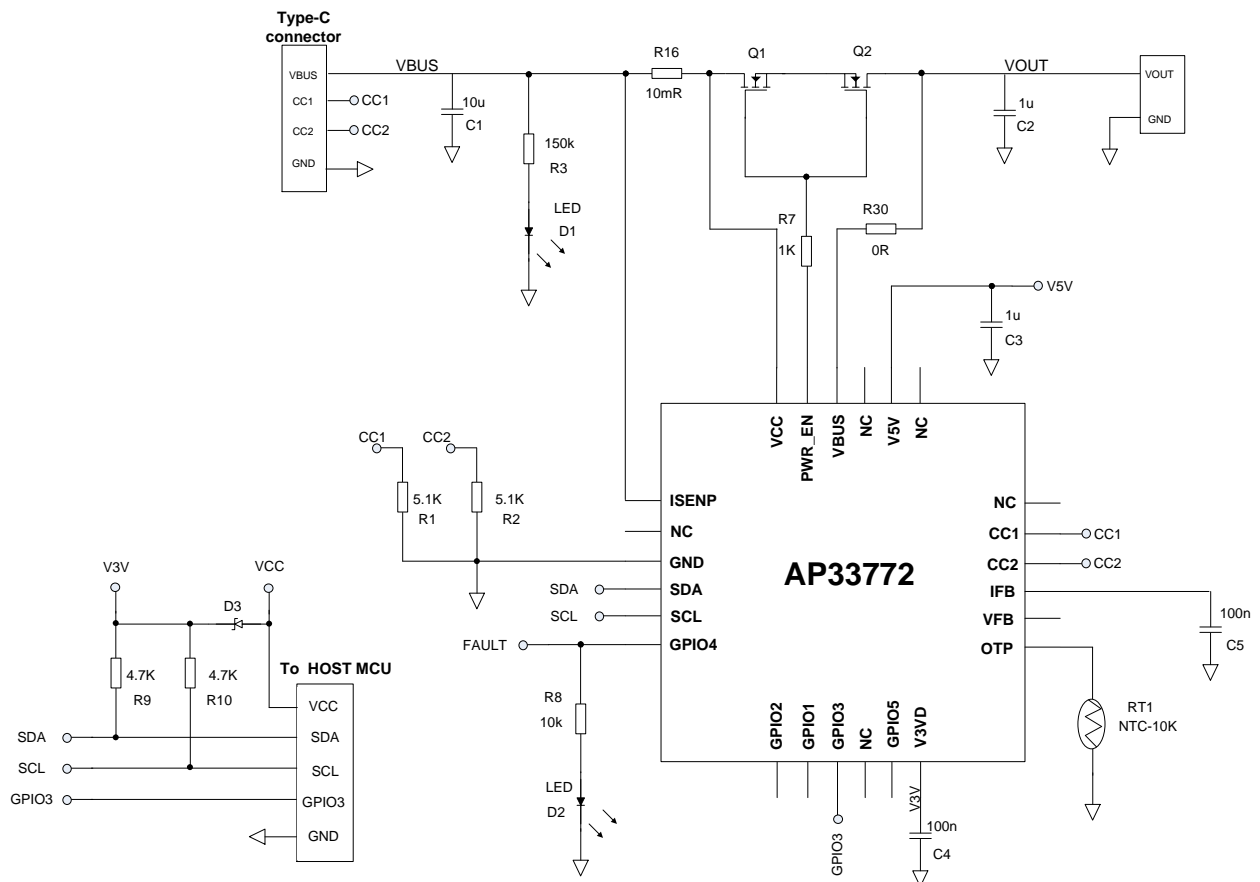 Type-C
connector
VBUS
CC1
CC2
GND
CC1
CC2
VBUS
10u
C1
150k
R3
LED
D1
R16
10mR
Q1
Q2
VOUT
1u
C2
VOUT
GND
R7
1K
R30
0R
V5V
1u
C3
VCC
PWR_EN
VBUS
NC
V5V
NC
CC1
CC2
5.1K
R1
5.1K
R2
ISENP
NC
GND
SDA
SCL
GPIO4
SDA
SCL
FAULT
AP33772
NC
CC1
CC2
IFB
VFB
OTP
CC1
CC2
100n
C5
RT1
NTC-10K
GPIO2
GPIO1
GPIO3
NC
GPIO5
V3VD
GPIO3
V3V
100n
C4
R8
10k
LED
D2
V3V
VCC
D3
4.7K
R9
4.7K
R10
To HOST MCU
VCC
SDA
SCL
GPIO3
GND
SDA
SCL
GPIO3